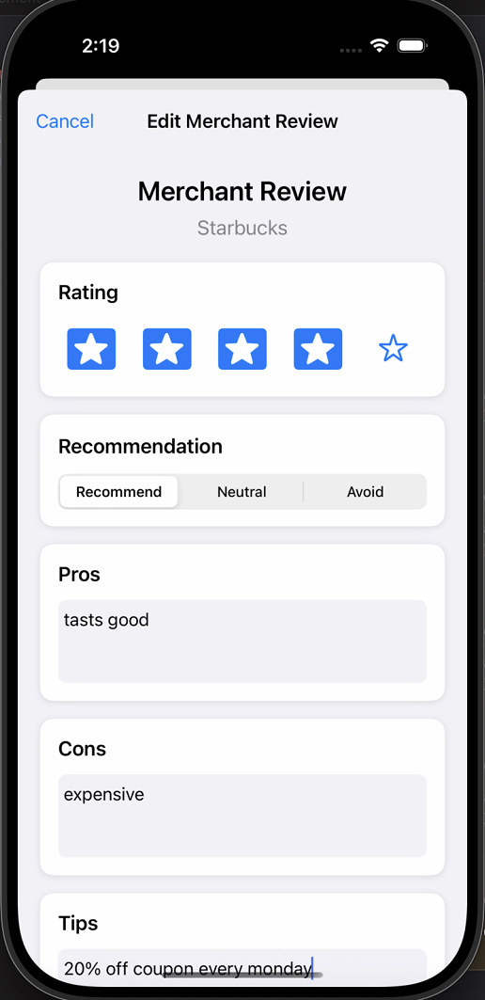 2:19
Cancel Edit Merchant Review
Merchant Review
Starbucks
Rating
Recommendation
Recommend Neutral Avoid
Pros
tasts good
Cons
expensive
Tips
20% off coupon every monday